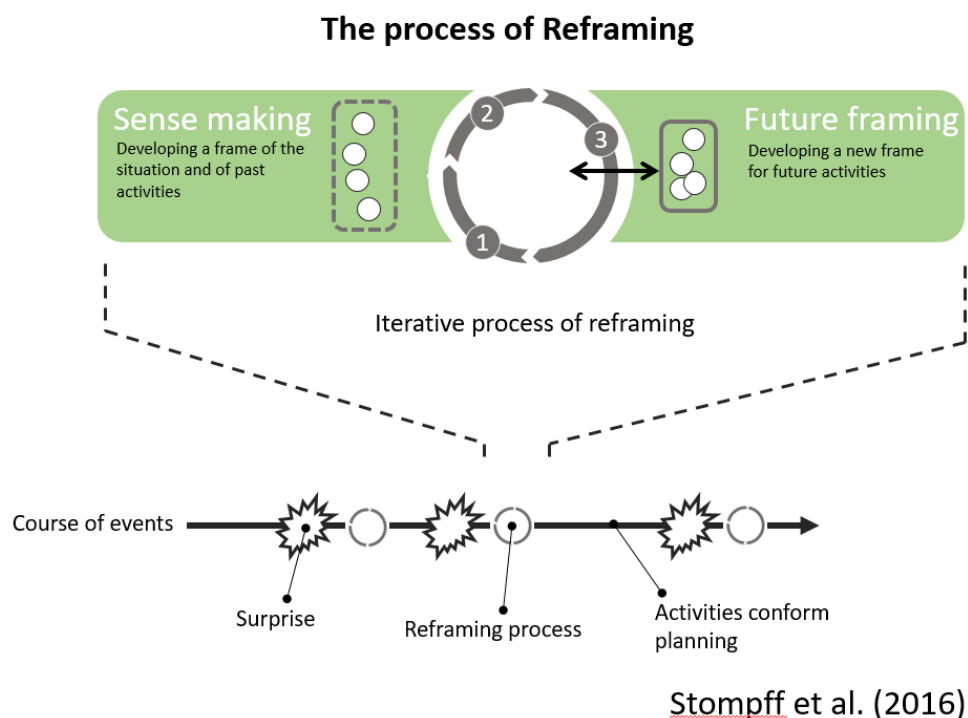 The process of Reframing
Sense making
Developing a frame of the
situation and of past
activities
2
3
1
Future framing
Developing a new frame
for future activities
Iterative process of reframing
Course of events
Surprise
Reframing process
Activities conform
planning
Stompff et al. (2016)